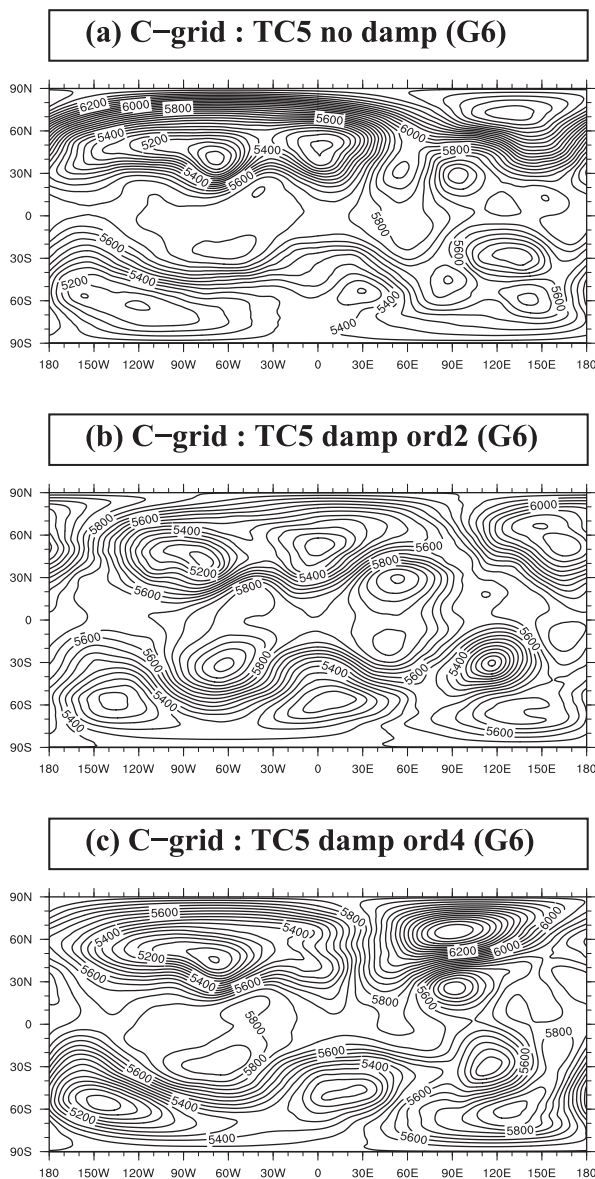 (a) C−grid : TC5 no damp (G6)
90N
6200 6000 5800 5600
60N 6000
5400 5200 5400 5800
30N 5400 5600
0 5800
5600 5600
30S
5400
5200
60S 5400 5600
5400
90S
180 150W 120W 90W 60W 30W 0 30E 60E 90E 120E 150E 180
(b) C−grid : TC5 damp ord2 (G6)
90N
5800 5600 6000
5400
60N 5600
5200 5400 5800
30N 5600 5800
0
5600 5600
5600 5800 5400
30S 5400 5600
5400
60S
5400 5600
90S
180 150W 120W 90W 60W 30W 0 30E 60E 90E 120E 150E 180
(c) C−grid : TC5 damp ord4 (G6)
90N
5600 5800 6000
60N 5400 5400
5200 6200 6000
5600 5400 5600
30N 5600 5800
0 5800 5800
5600
30S 5600 5800 5400 5600
5400 5600
60S 5200
5400 5600 5800
90S
180 150W 120W 90W 60W 30W 0 30E 60E 90E 120E 150E 180